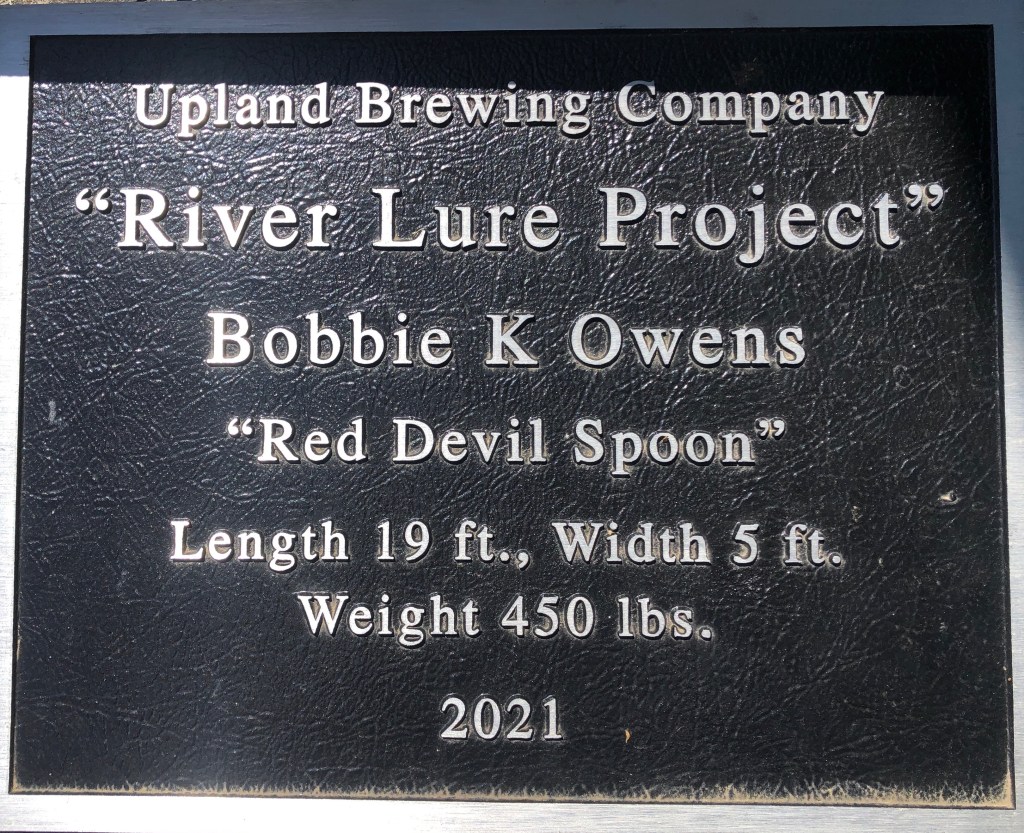 Upland Brewing Company
“River Lure Project”
Bobbie K Owens
“Red Devil Spoon”
Length 19 ft., Width 5 ft.
Weight 450 lbs.
2021